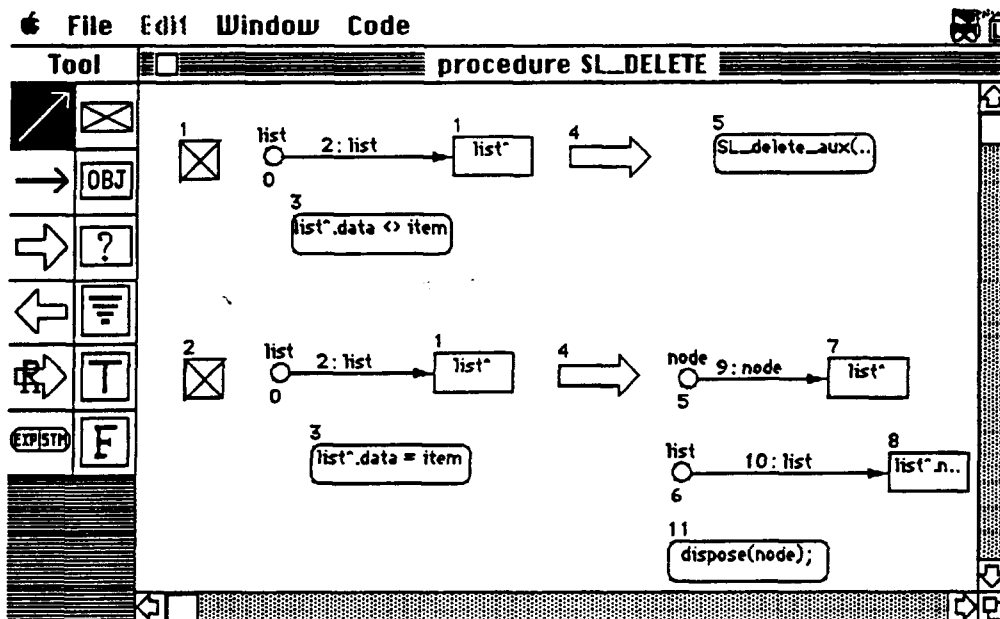 File Edit Window Code
Tool
procedure SL_DELETE
1
list
2: list
1
list^
4
5
SL_delete_aux(..
0
3
list^.data <> item
OBJ
?
2
list
2: list
1
list^
4
node
9: node
7
list^
0
5
3
list^.data = item
list
10: list
8
list^.n..
6
11
dispose(node);
R
T
EXP STM
F